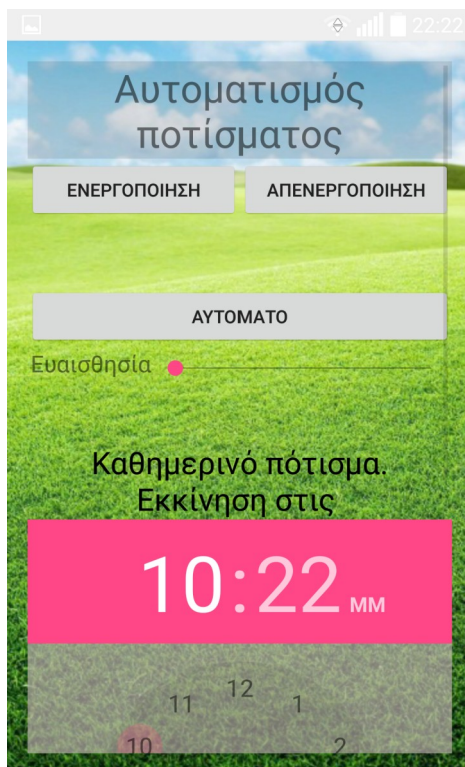 22:22
Αυτοματισμός
ποτίσματος
ΕΝΕΡΓΟΠΟΙΗΣΗ ΑΠΕΝΕΡΓΟΠΟΙΗΣΗ
ΑΥΤΟΜΑΤΟ
Ευαισθησία
Καθημερινό πότισμα.
Εκκίνηση στις
10:22 ΜΜ
12
11 1
10 2